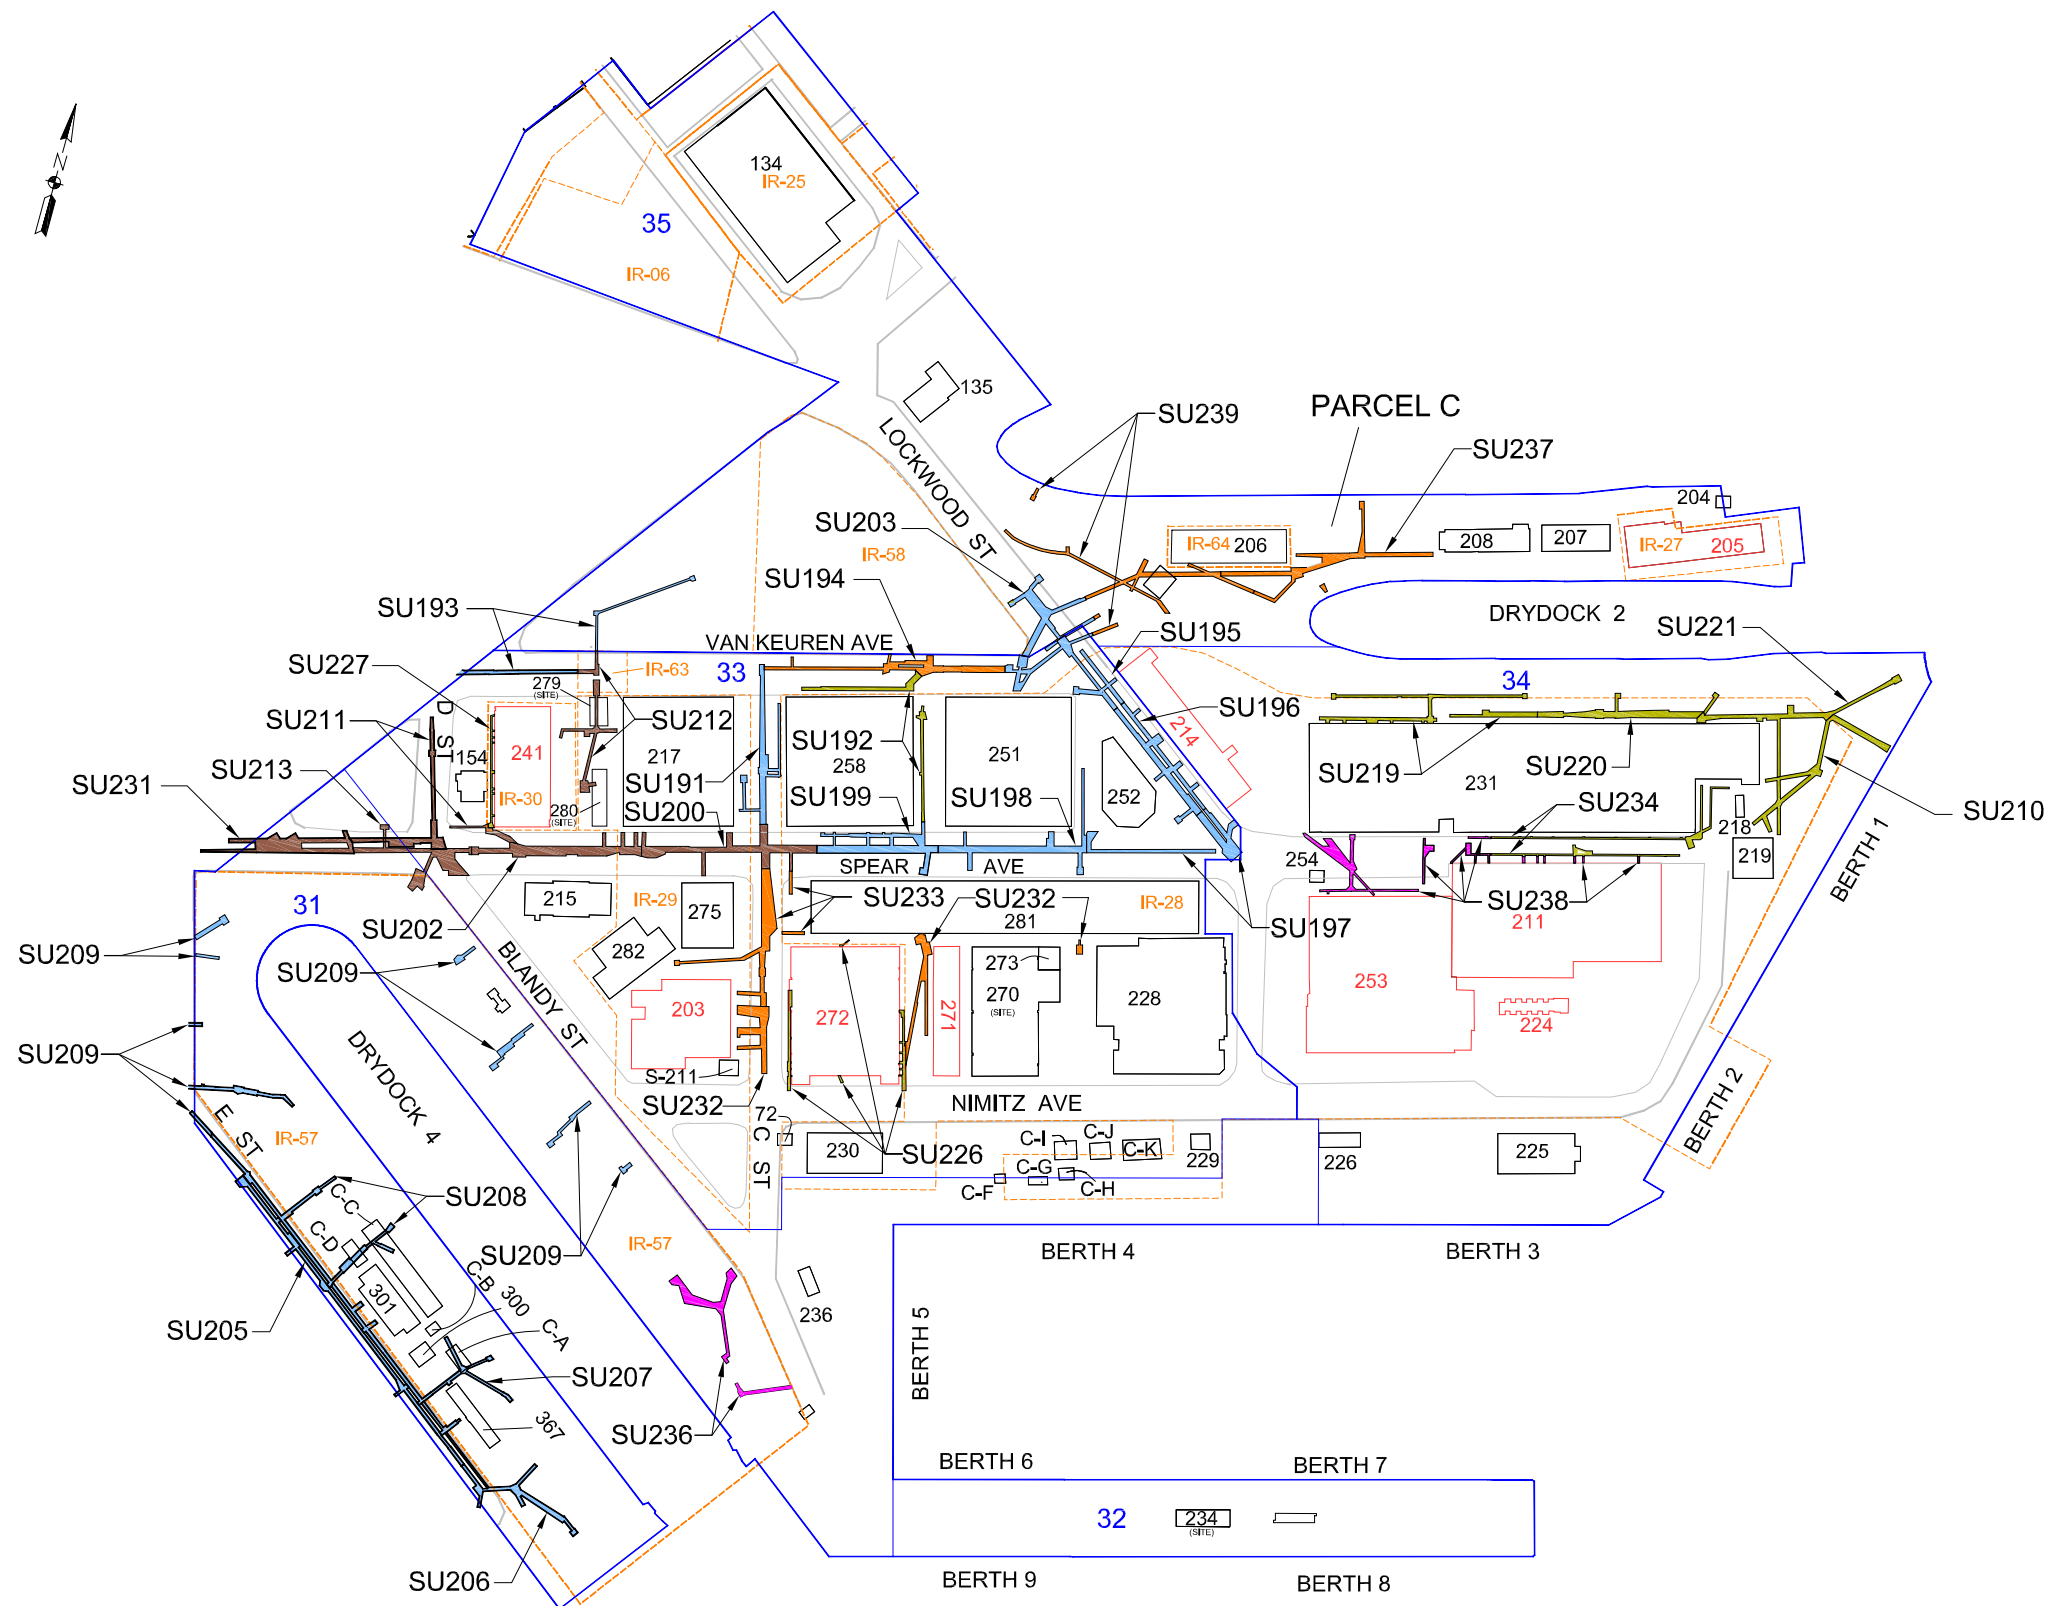 N
134
IR-25
35
IR-06
135
LOCKWOOD ST
SU239
PARCEL C
SU237
204
SU203
IR-58
IR-64 206
208
207
IR-27
205
SU194
SU193
DRYDOCK 2
SU221
VAN KEUREN AVE
SU195
SU227
IR-63
33
34
279
(SITE)
D ST
SU211
SU212
SU196
214
154
241
217
SU192
251
258
SU219
SU220
231
SU213
SU191
SU231
IR-30
280
(SITE)
SU200
SU199
SU198
252
SU234
SU210
218
BERTH 1
SPEAR AVE
254
219
31
215
IR-29
275
SU233
SU232
IR-28
281
SU238
211
SU202
SU197
SU209
SU209
282
BLANDY ST
273
270
(SITE)
228
253
203
272
271
224
DRYDOCK 4
SU209
S-211
SU232
NIMITZ AVE
BERTH 2
E ST
IR-57
72
C ST
230
SU226
C-I
C-J
C-K
229
226
225
C-G
C-F
C-H
SU208
C-C
C-D
SU209
IR-57
BERTH 4
BERTH 3
C-B
301
300
236
SU205
C-A
BERTH 5
SU207
367
SU236
BERTH 6
BERTH 7
32
234
(SITE)
SU206
BERTH 9
BERTH 8